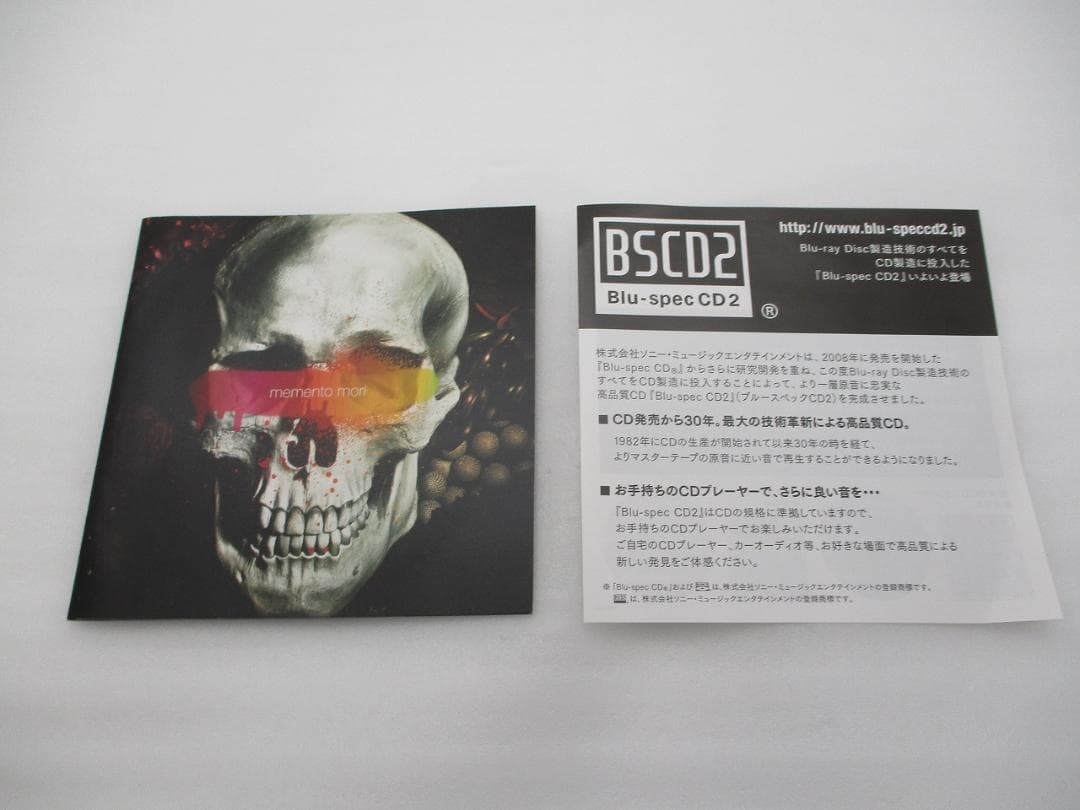 memento mori
BSCD2
Blu-spec CD2
®
http://www.blu-speccd2.jp
Blu-ray Disc製造技術のすべてを
CD製造に投入した
『Blu-spec CD2』いよいよ登場
株式会社ソニー・ミュージックエンタテインメントは、2008年に発売を開始した
『Blu-spec CD®』からさらに研究開発を重ね、この度Blu-ray Disc製造技術の
すべてをCD製造に投入することによって、より一層原音に忠実な
高品質CD『Blu-spec CD2』(ブルースペックCD2)を完成させました。
■ CD発売から30年。最大の技術革新による高品質CD。
1982年にCDの生産が開始されて以来30年の時を経て、
よりマスターテープの原音に近い音で再生することができるようになりました。
■ お手持ちのCDプレーヤーで、さらに良い音を・・・
『Blu-spec CD2』はCDの規格に準拠していますので、
お手持ちのCDプレーヤーでお楽しみいただけます。
ご自宅のCDプレーヤー、カーオーディオ等、お好きな場面で高品質による
新しい発見をご体感ください。
※『Blu-spec CD®』および は、株式会社ソニー・ミュージックエンタテインメントの登録商標です。
は、株式会社ソニー・ミュージックエンタテインメントの登録商標です。